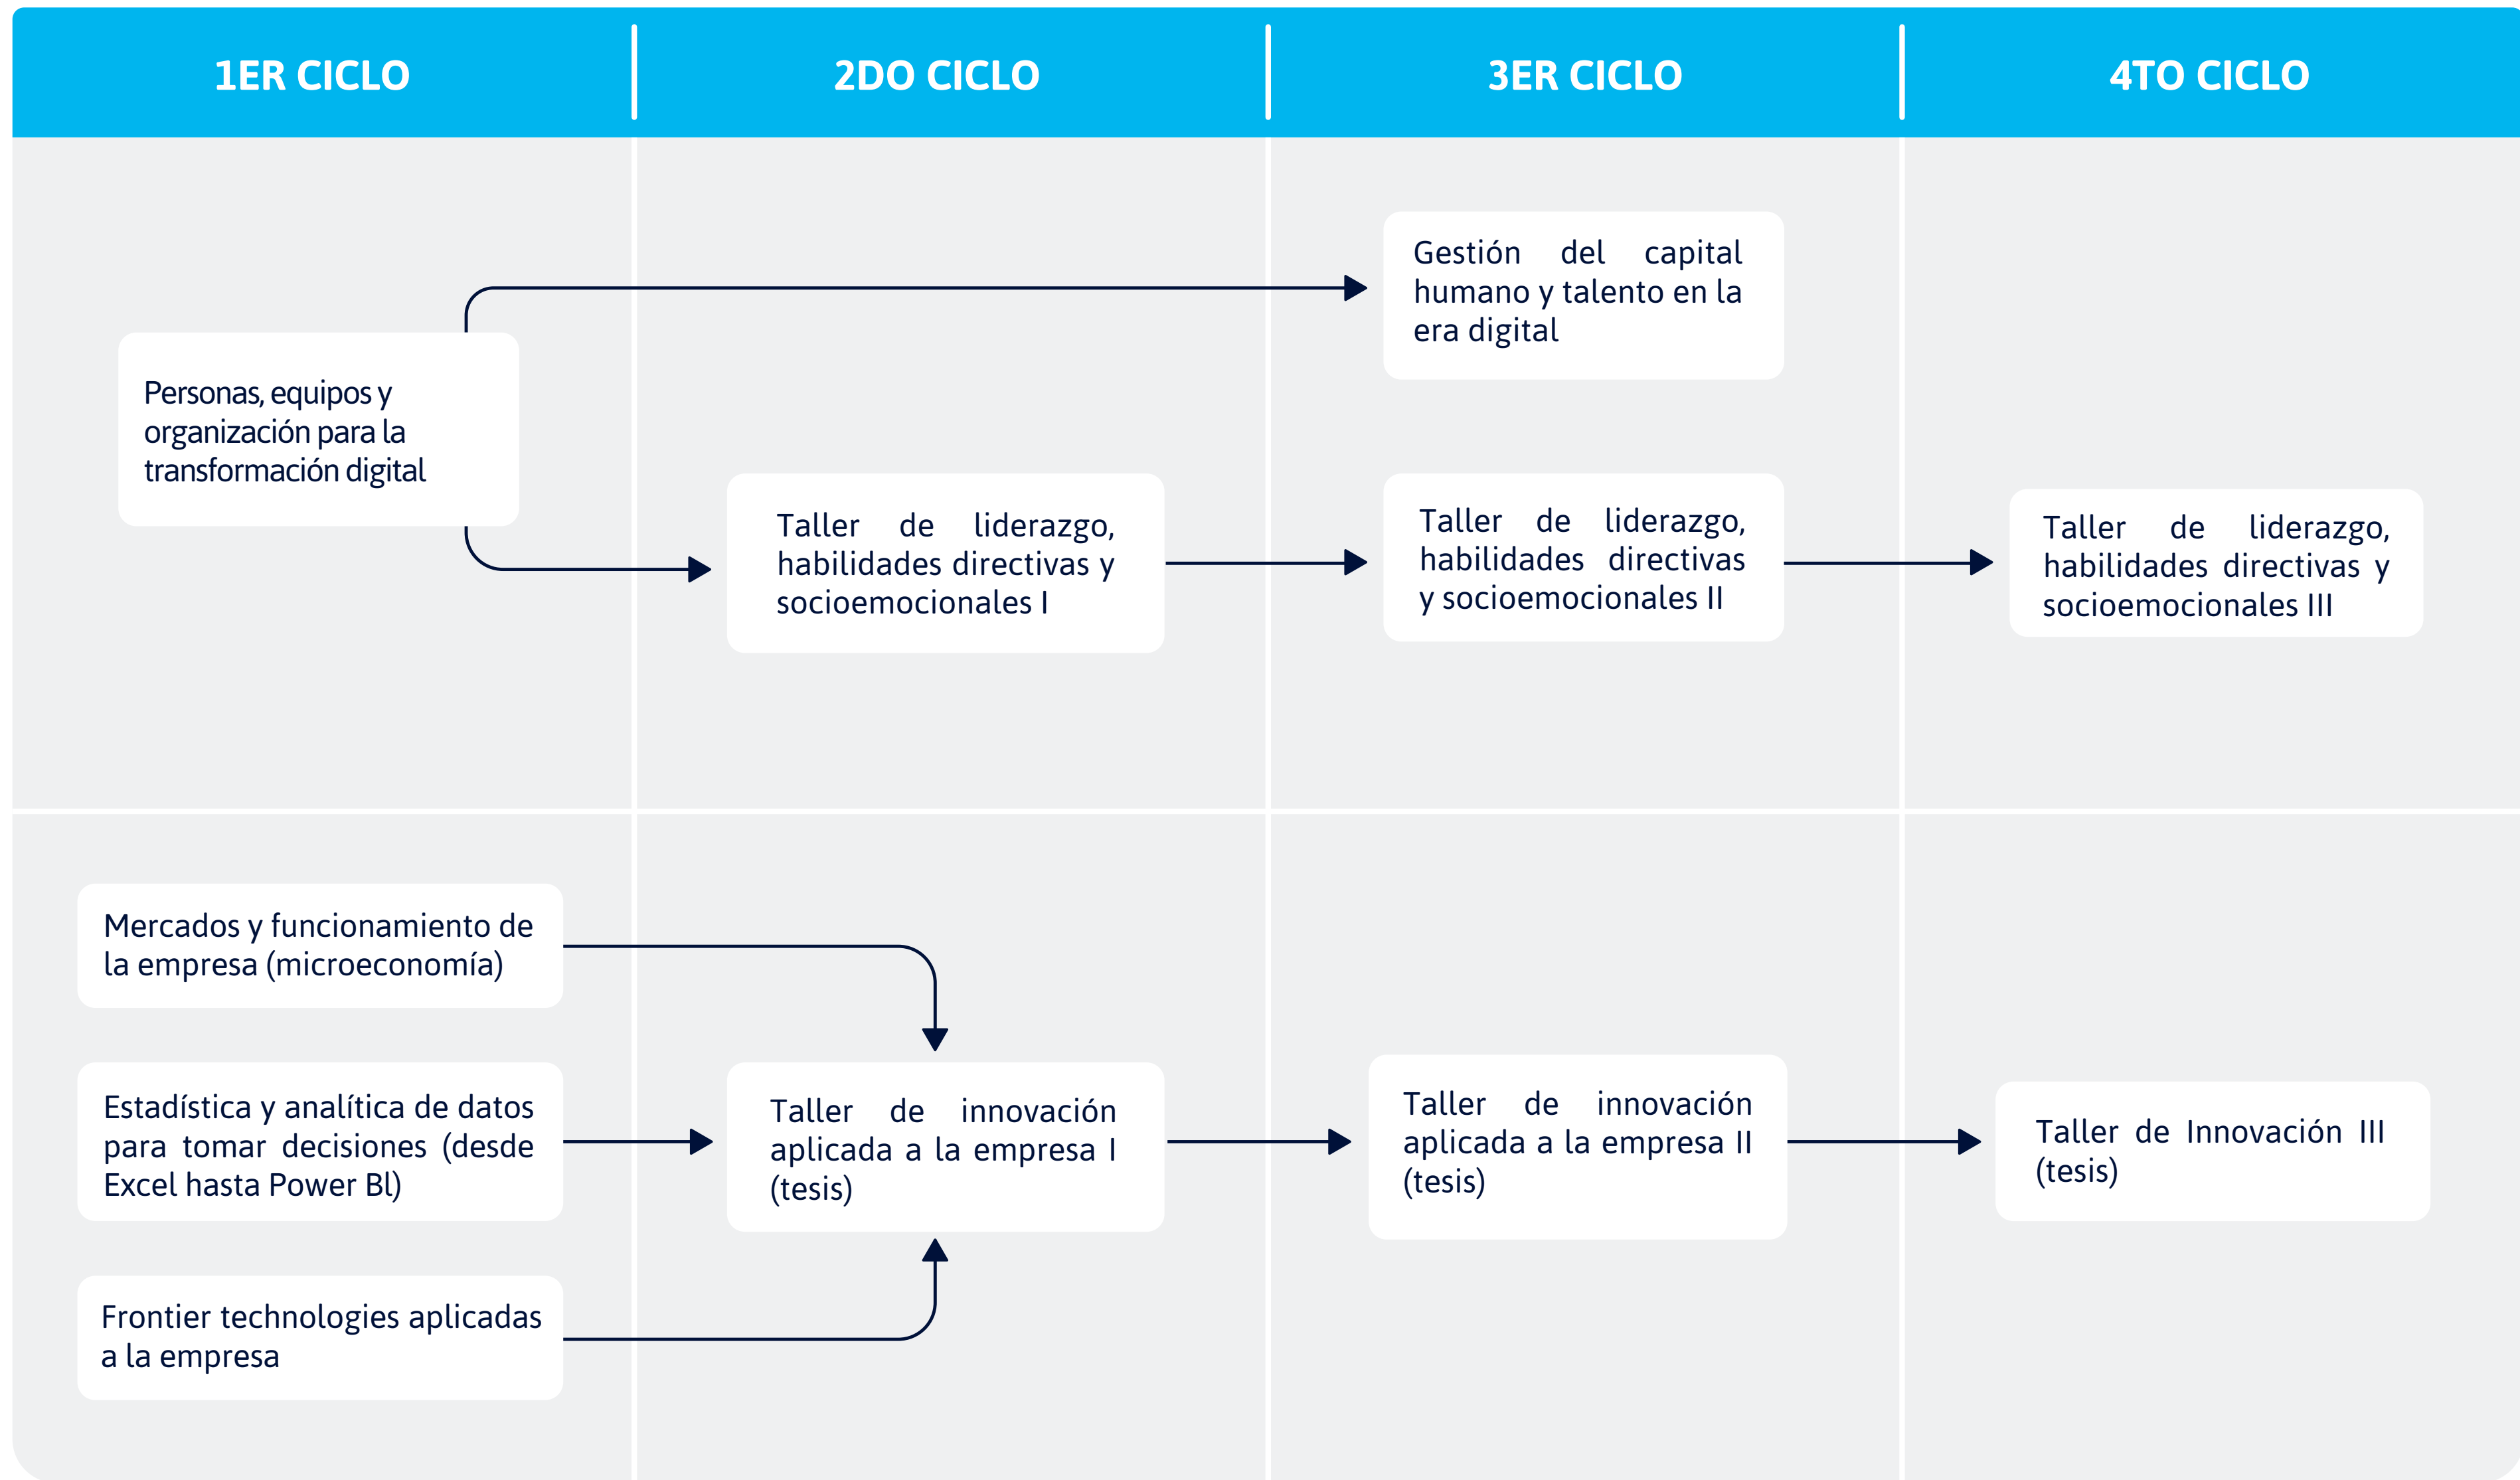 1ER CICLO
2DO CICLO
3ER CICLO
4TO CICLO
Gestión del capital
humano y talento en la
era digital
Personas, equipos y
organización para la
transformación digital
Taller de liderazgo,
habilidades directivas y
socioemocionales I
Taller de liderazgo,
habilidades directivas
y socioemocionales II
Taller de liderazgo,
habilidades directivas y
socioemocionales III
Mercados y funcionamiento de
la empresa (microeconomía)
Estadística y analítica de datos
para tomar decisiones (desde
Excel hasta Power Bl)
Frontier technologies aplicadas
a la empresa
Taller de innovación
aplicada a la empresa I
(tesis)
Taller de innovación
aplicada a la empresa II
(tesis)
Taller de Innovación III
(tesis)